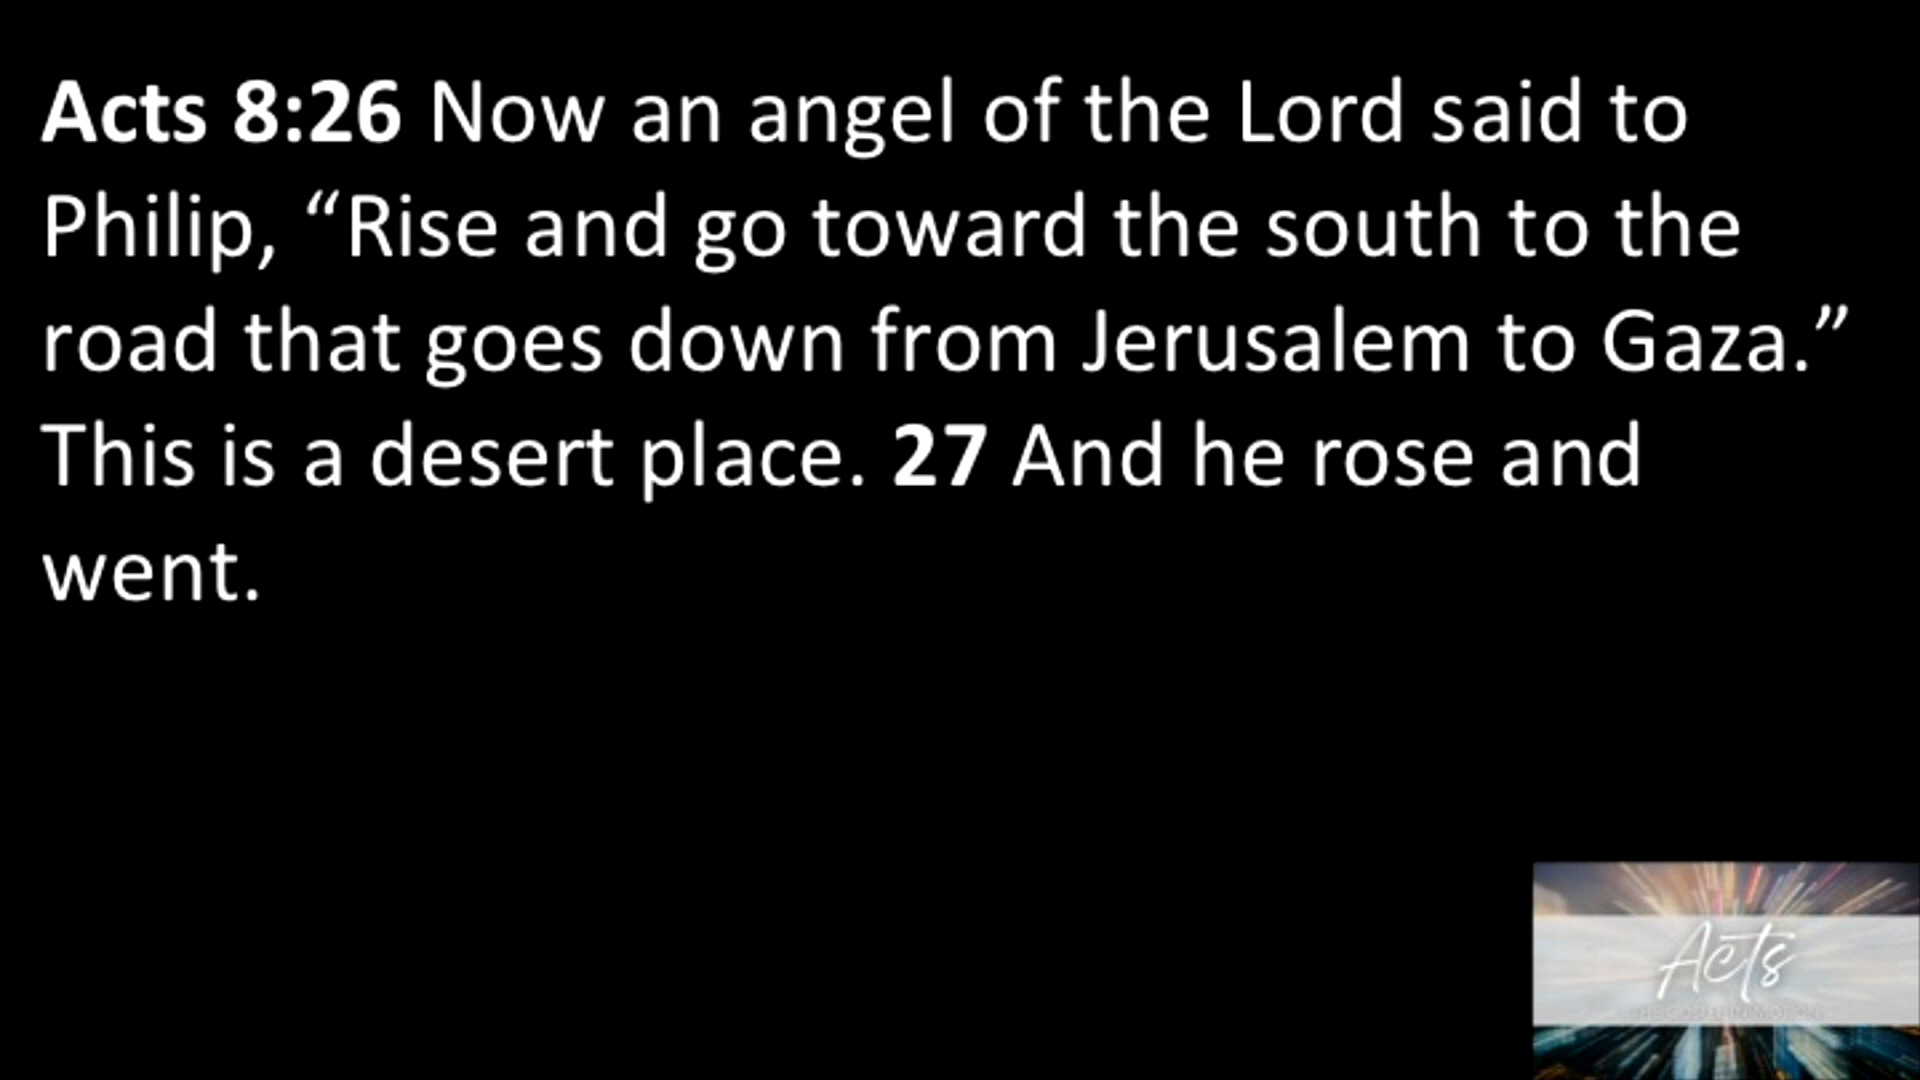 Acts 8:26 Now an angel of the Lord said to
Philip, “Rise and go toward the south to the
road that goes down from Jerusalem to Gaza.”
This is a desert place. 27 And he rose and
went.
Acts